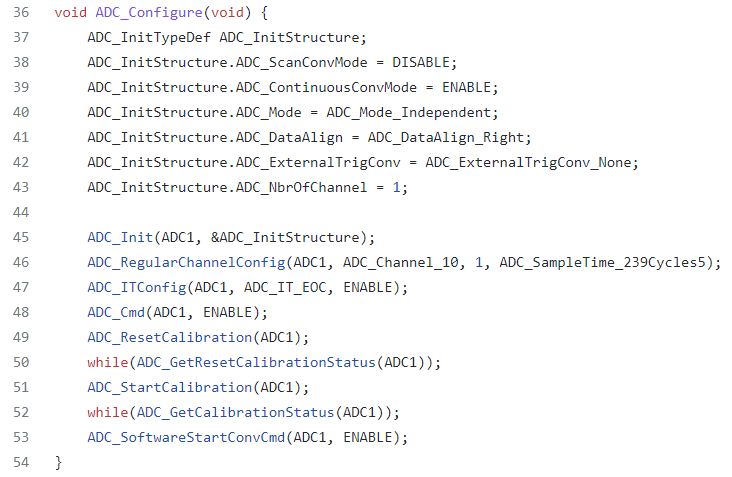 36 void ADC_Configure(void) {
37 ADC_InitTypeDef ADC_InitStructure;
38 ADC_InitStructure.ADC_ScanConvMode = DISABLE;
39 ADC_InitStructure.ADC_ContinuousConvMode = ENABLE;
40 ADC_InitStructure.ADC_Mode = ADC_Mode_Independent;
41 ADC_InitStructure.ADC_DataAlign = ADC_DataAlign_Right;
42 ADC_InitStructure.ADC_ExternalTrigConv = ADC_ExternalTrigConv_None;
43 ADC_InitStructure.ADC_NbrOfChannel = 1;
44
45 ADC_Init(ADC1, &ADC_InitStructure);
46 ADC_RegularChannelConfig(ADC1, ADC_Channel_10, 1, ADC_SampleTime_239Cycles5);
47 ADC_ITConfig(ADC1, ADC_IT_EOC, ENABLE);
48 ADC_Cmd(ADC1, ENABLE);
49 ADC_ResetCalibration(ADC1);
50 while(ADC_GetResetCalibrationStatus(ADC1));
51 ADC_StartCalibration(ADC1);
52 while(ADC_GetCalibrationStatus(ADC1));
53 ADC_SoftwareStartConvCmd(ADC1, ENABLE);
54 }